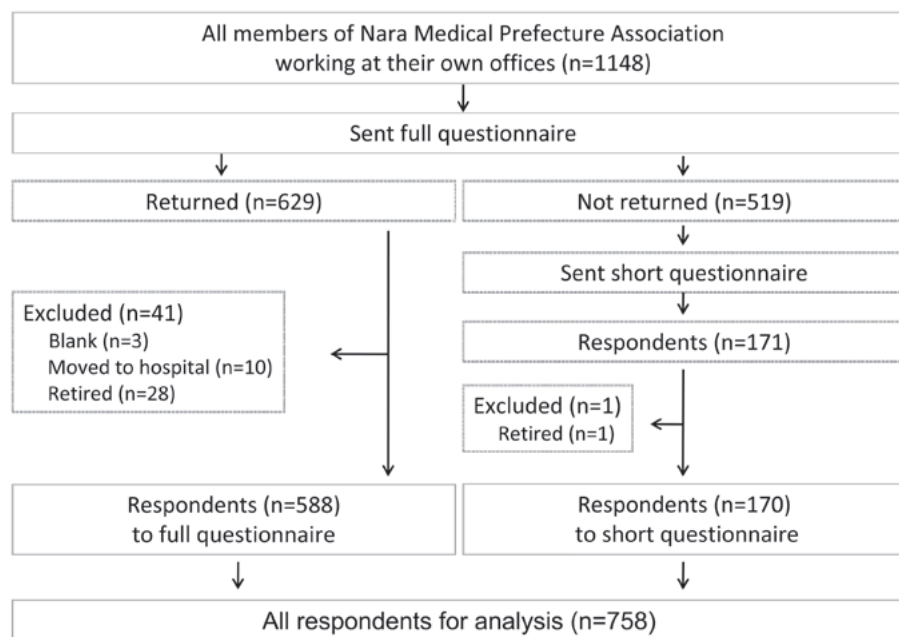 All members of Nara Medical Prefecture Association
working at their own offices (n=1148)
Sent full questionnaire
Returned (n=629)
Not returned (n=519)
Sent short questionnaire
Excluded (n=41)
Blank (n=3)
Moved to hospital (n=10)
Retired (n=28)
Respondents (n=171)
Excluded (n=1)
Retired (n=1)
Respondents (n=588)
to full questionnaire
Respondents (n=170)
to short questionnaire
All respondents for analysis (n=758)